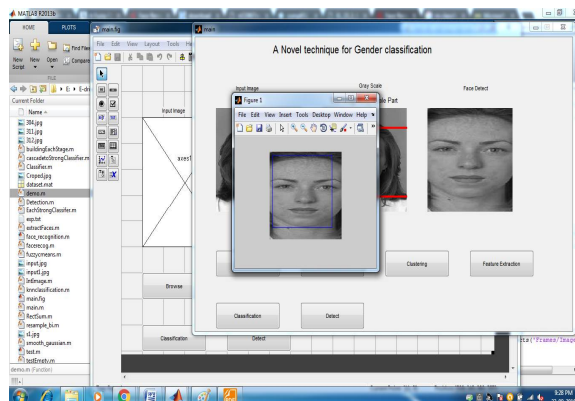 MATLAB R2013b
HOME
PLOTS
New
Script
New
Open
Find Files
Compare
FILE
Current Folder
Name
304.jpg
311.jpg
312.jpg
buildingEachStage.m
cascadetoStrongClassifier.m
Classifier.m
Croped.jpg
dataset.mat
demo.m
Detection.m
EachStrongClassifer.m
exp.txt
extractFaces.m
face_recognition.m
facerecog.m
fuzzycmeans.m
input.jpg
input1.jpg
IntImage.m
knnclassification.m
main.fig
main.m
RectSum.m
resample_bi.m
s1.jpg
smooth_gaussian.m
test.m
testEmpty.m
demo.m (Function)
main.fig
File Edit View Layout Tools
Input Image
axes1
Browse
Classification
Detect
main
A Novel technique for Gender classification
Input Image
Gray Scale
Face Detect
Part
Figure 1
File Edit View Insert Tools Desktop Window Help
Clustering
Feature Extraction
Classification
Detect
9:28 PM